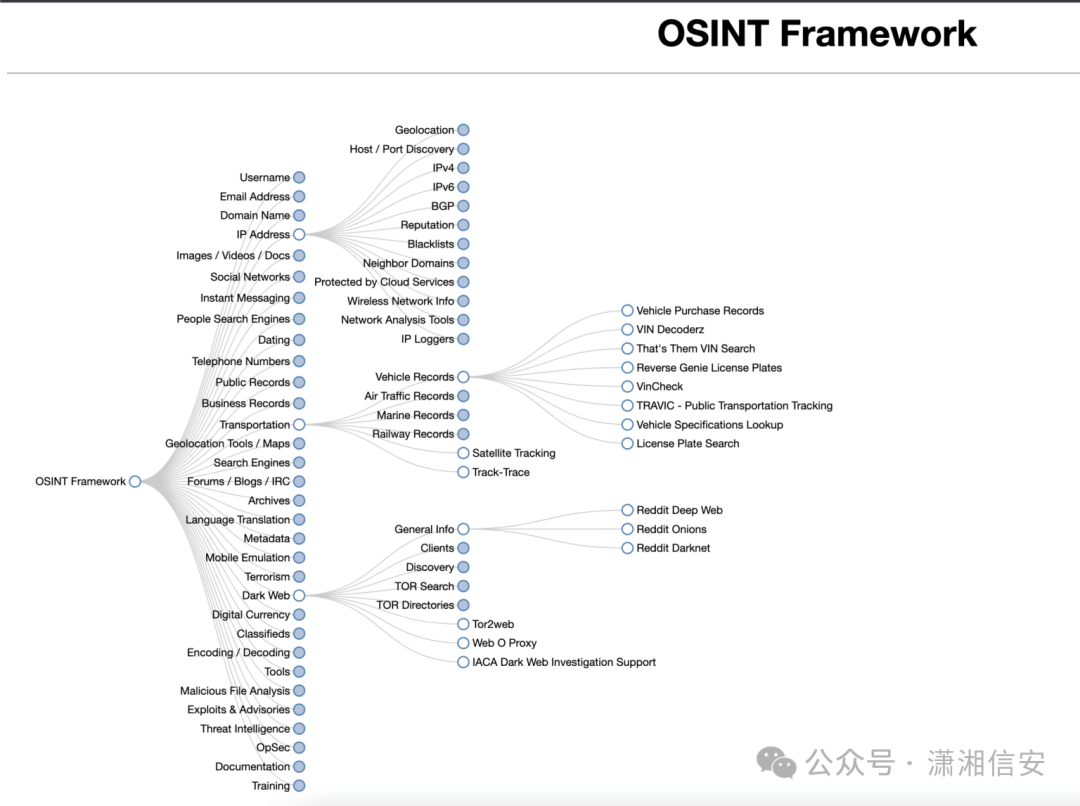 OSINT Framework
OSINT Framework
Username
Email Address
Domain Name
IP Address
Images / Videos / Docs
Social Networks
Instant Messaging
People Search Engines
Dating
Telephone Numbers
Public Records
Business Records
Transportation
Geolocation Tools / Maps
Search Engines
Forums / Blogs / IRC
Archives
Language Translation
Metadata
Mobile Emulation
Terrorism
Dark Web
Digital Currency
Classifieds
Encoding / Decoding
Tools
Malicious File Analysis
Exploits & Advisories
Threat Intelligence
OpSec
Documentation
Training
Geolocation
Host / Port Discovery
IPv4
IPv6
BGP
Reputation
Blacklists
Neighbor Domains
Protected by Cloud Services
Wireless Network Info
Network Analysis Tools
IP Loggers
Vehicle Records
Air Traffic Records
Marine Records
Railway Records
Satellite Tracking
Track-Trace
Vehicle Purchase Records
VIN Decoderz
That's Them VIN Search
Reverse Genie License Plates
VinCheck
TRAVIC - Public Transportation Tracking
Vehicle Specifications Lookup
License Plate Search
General Info
Clients
Discovery
TOR Search
TOR Directories
Tor2web
Web O Proxy
IACA Dark Web Investigation Support
Reddit Deep Web
Reddit Onions
Reddit Darknet
公众号 · 潇湘信安